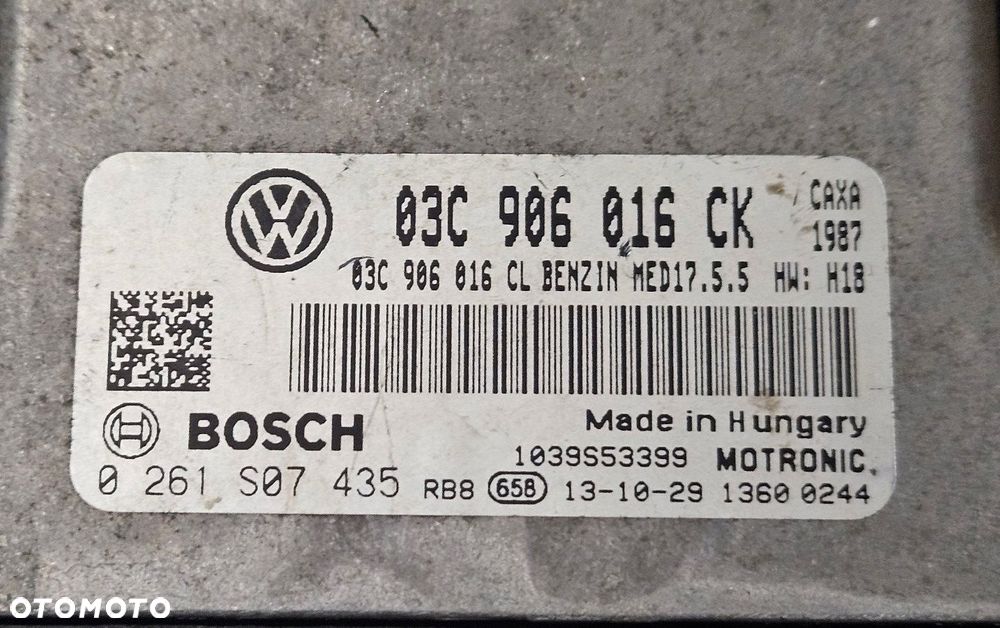 03C 906 016 CK CAXA
1987
03C 906 016 CL BENZIN MED17.5.5 HW: H18
BOSCH Made in Hungary
1039S53399 MOTRONIC.
0 261 S07 435 RB8 658 13-10-29 1360 0244
OTOMOTO